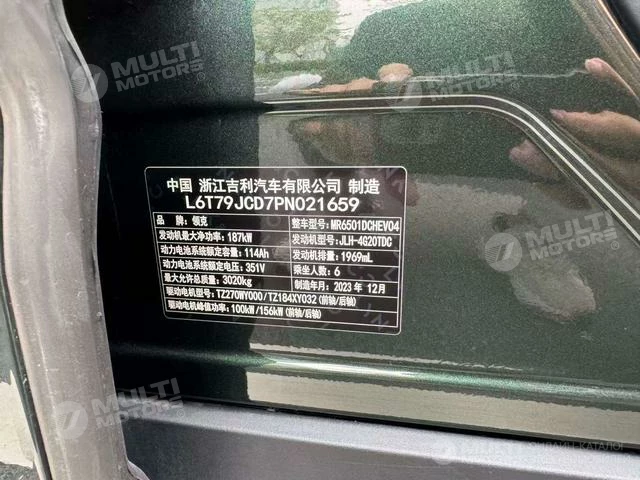 MULTI MOTORS®
MULTI MOTORS®
中国 浙江吉利汽车有限公司 制造
L6T79JCD7PN021659
品 牌: 领克 整车型号: MR6501DCHEV04
发动机最大净功率: 187kW 发动机型号: JLH-4G20TDC
动力电池系统额定容量: 114Ah 发动机排量: 1969mL
动力电池系统额定电压: 351V 乘坐人数: 6
最大允许总质量: 3020kg 制造年月: 2023 年 12月
驱动电机型号: TZ270WY000/TZ184XY032 (前轴/后轴)
驱动电机峰值功率: 100kW/156kW (前轴/后轴)
MULTI MOTORS
MULTI MOTORS